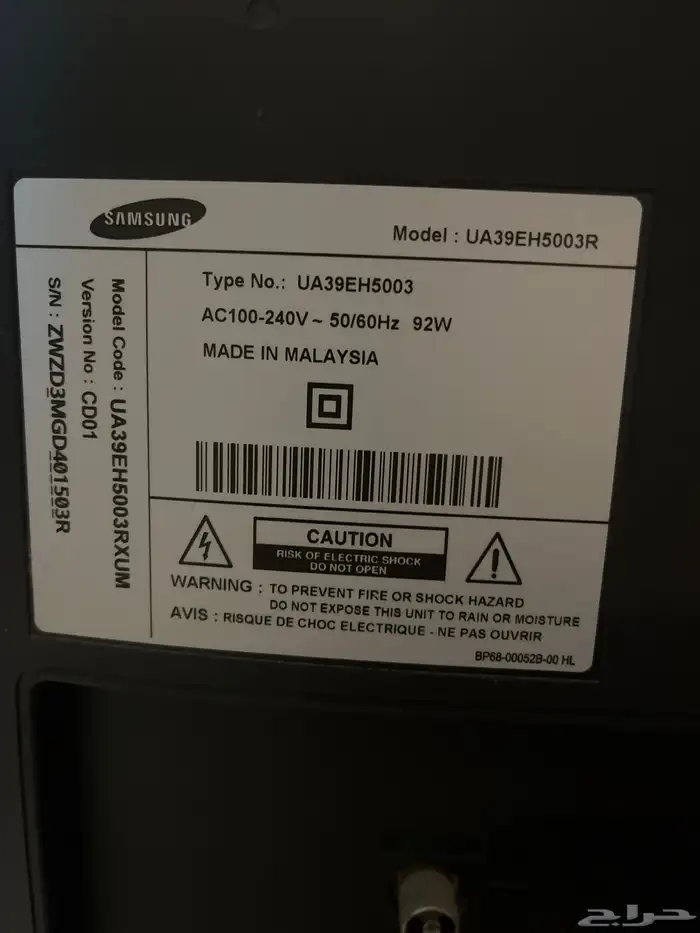 SAMSUNG
Model : UA39EH5003R
Type No.: UA39EH5003
AC100-240V ~ 50/60Hz 92W
MADE IN MALAYSIA
Model Code : UA39EH5003RXUM
Version No : CD01
S/N : ZWZD3MGD401503R
CAUTION
RISK OF ELECTRIC SHOCK
DO NOT OPEN
WARNING : TO PREVENT FIRE OR SHOCK HAZARD
DO NOT EXPOSE THIS UNIT TO RAIN OR MOISTURE
AVIS : RISQUE DE CHOC ELECTRIQUE - NE PAS OUVRIR
BP68-00052B-00 HL
حراج